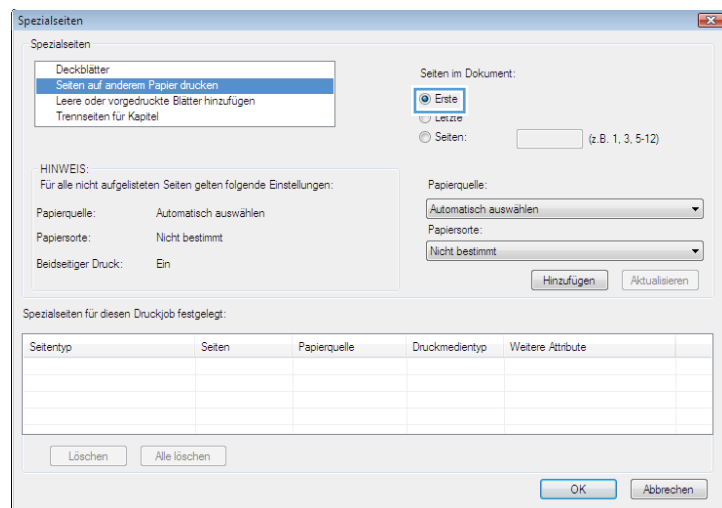 Spezialseiten
Spezialseiten
Deckblätter
Seiten auf anderem Papier drucken
Leere oder vorgedruckte Blätter hinzufügen
Trennseiten für Kapitel
Seiten im Dokument:
Erste
Letzte
Seiten:
(z.B. 1, 3, 5-12)
HINWEIS:
Für alle nicht aufgelisteten Seiten gelten folgende Einstellungen:
Papierquelle: Automatisch auswählen
Papiersorte: Nicht bestimmt
Beidseitiger Druck: Ein
Papierquelle:
Automatisch auswählen
Papiersorte:
Nicht bestimmt
Hinzufügen Aktualisieren
Spezialseiten für diesen Druckjob festgelegt:
Seitentyp Seiten Papierquelle Druckmedientyp Weitere Attribute
Löschen Alle löschen
OK Abbrechen